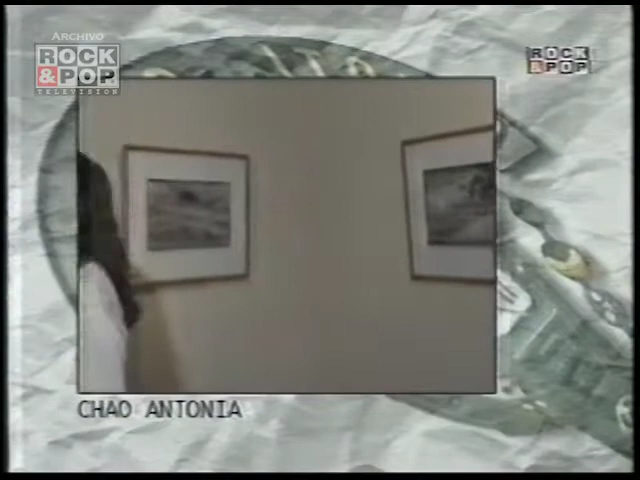 Archivo
ROCK
&POP
TELEVISION
ROCK
&POP
CHAO ANTONIA